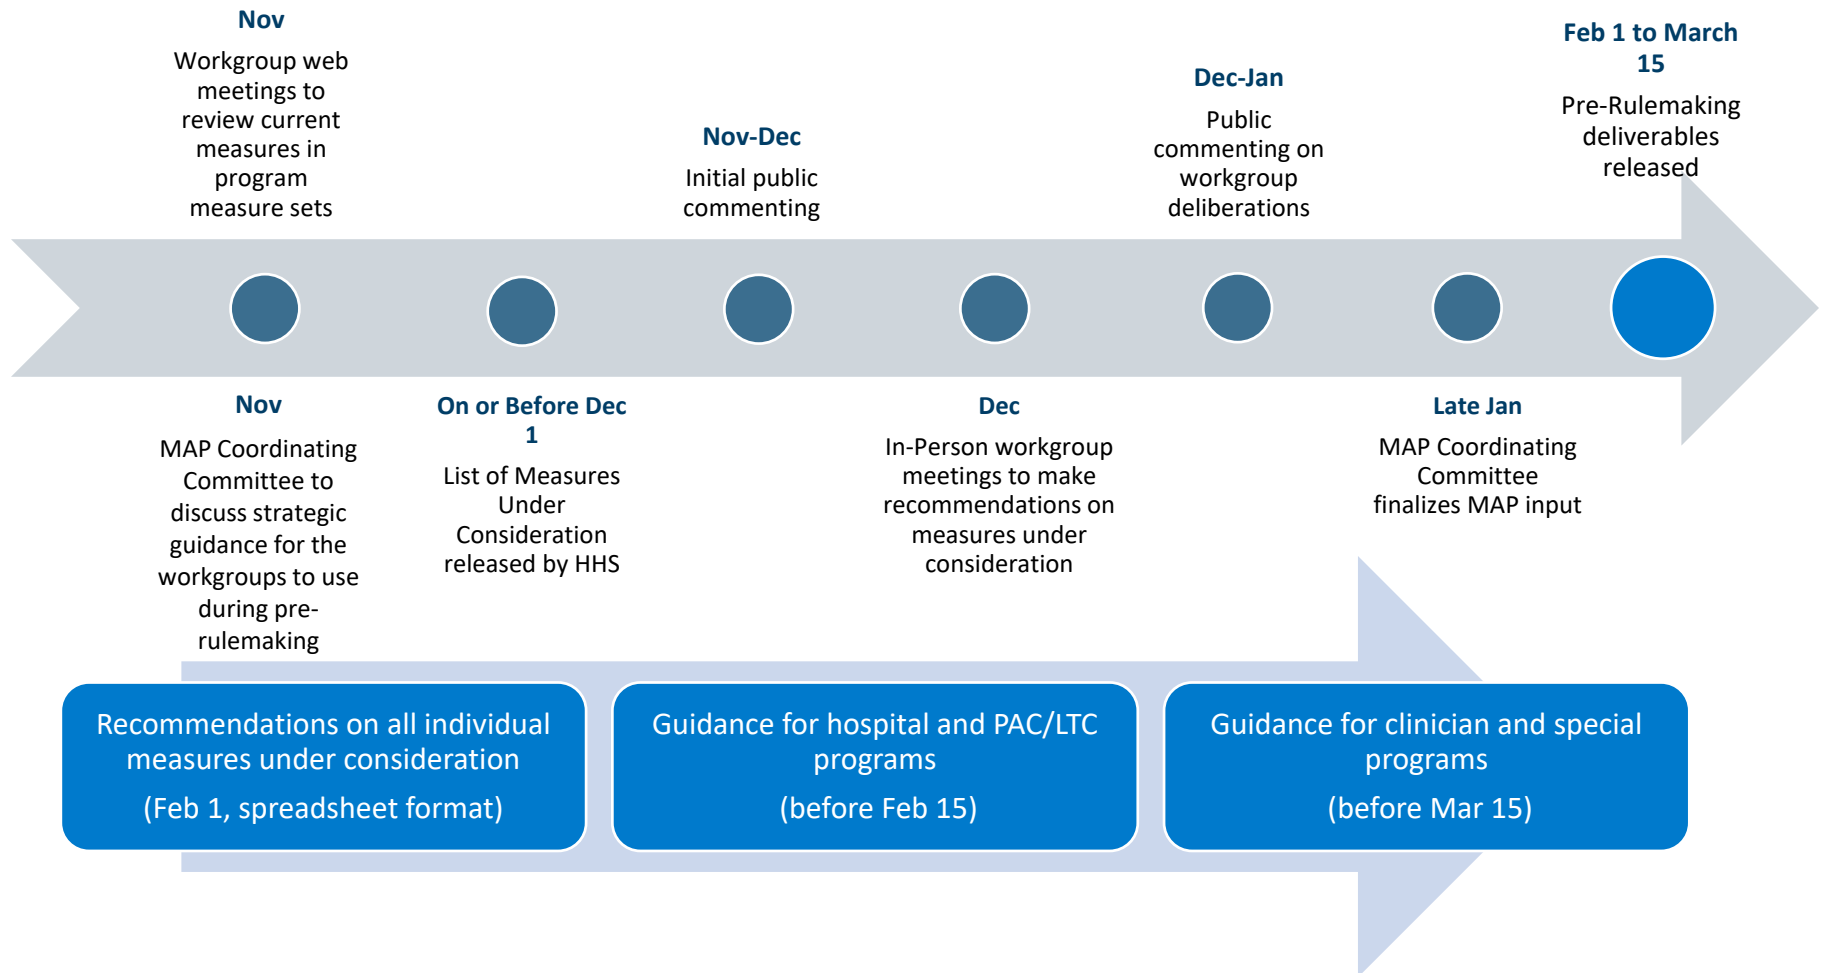 Nov
Workgroup web
meetings to
review current
measures in
program
measure sets
Nov-Dec
Initial public
commenting
Dec-Jan
Public
commenting on
workgroup
deliberations
Feb 1 to March
15
Pre-Rulemaking
deliverables
released
Nov
MAP Coordinating
Committee to
discuss strategic
guidance for the
workgroups to use
during pre-
rulemaking
On or Before Dec
1
List of Measures
Under
Consideration
released by HHS
Dec
In-Person workgroup
meetings to make
recommendations on
measures under
consideration
Late Jan
MAP Coordinating
Committee
finalizes MAP input
Recommendations on all individual
measures under consideration
(Feb 1, spreadsheet format)
Guidance for hospital and PAC/LTC
programs
(before Feb 15)
Guidance for clinician and special
programs
(before Mar 15)